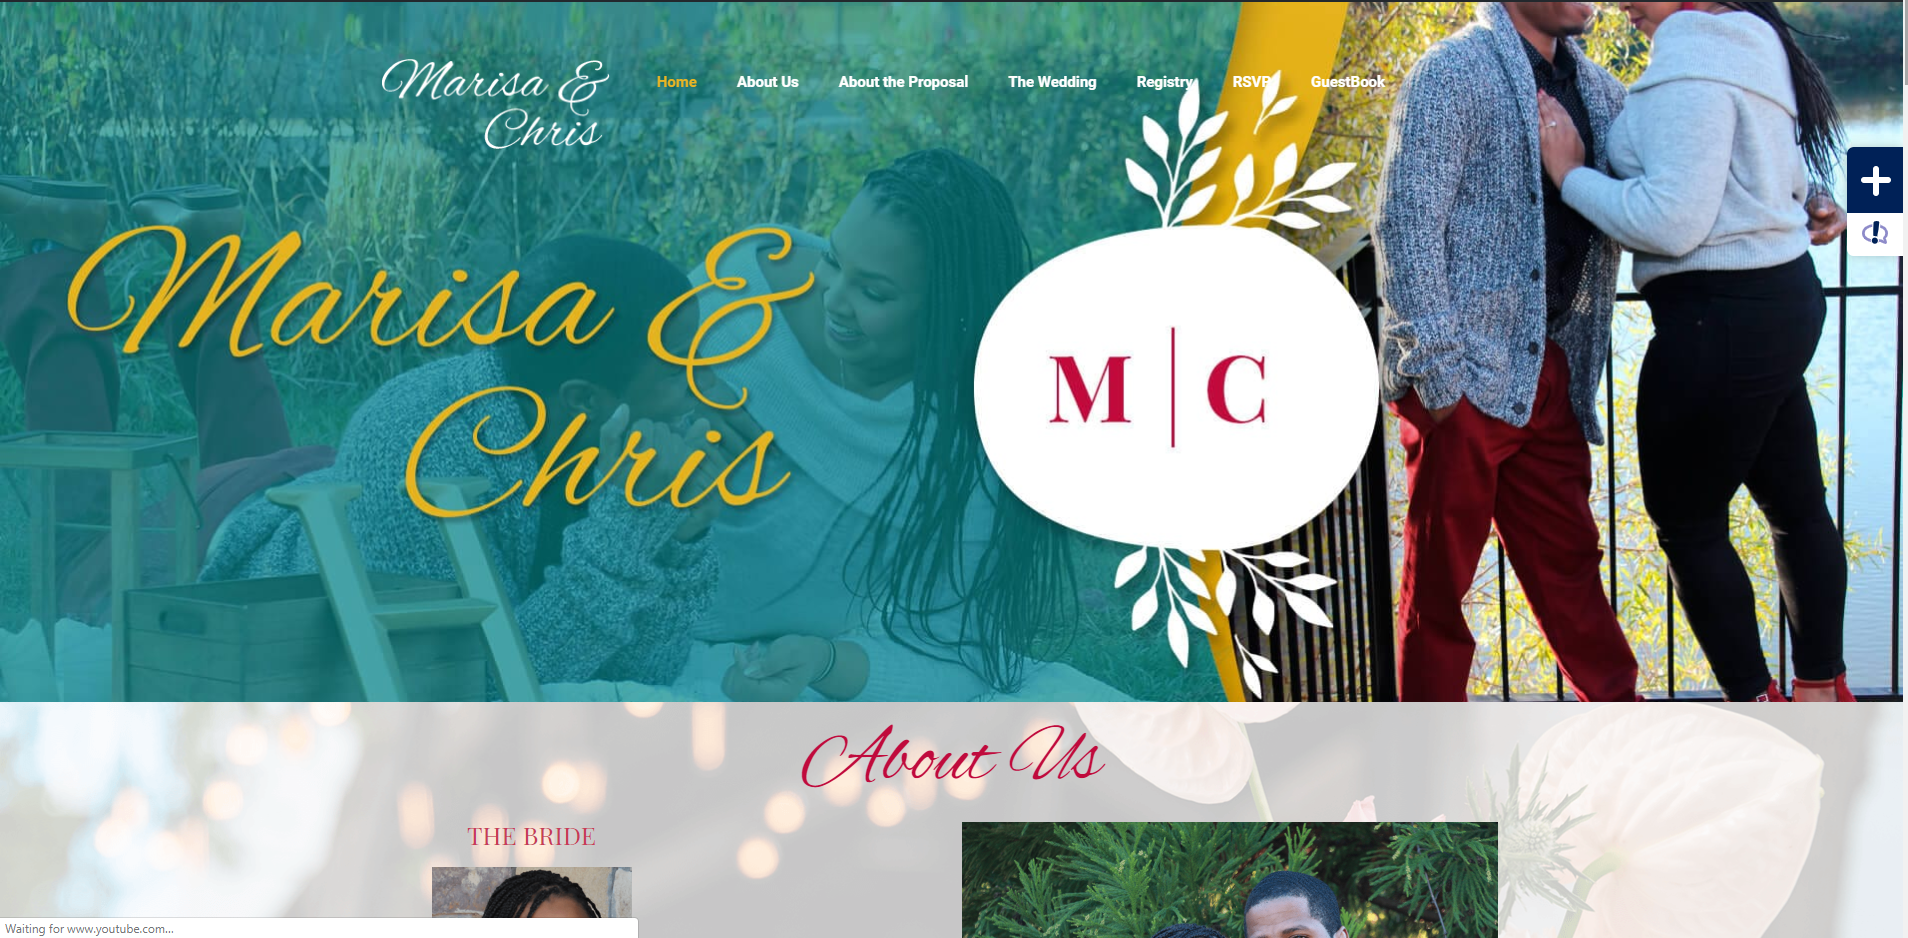 Marisa &
Chris
Home About Us About the Proposal The Wedding Registry RSVP GuestBook
Marisa &
Chris
M | C
About Us
THE BRIDE
Waiting for www.youtube.com...